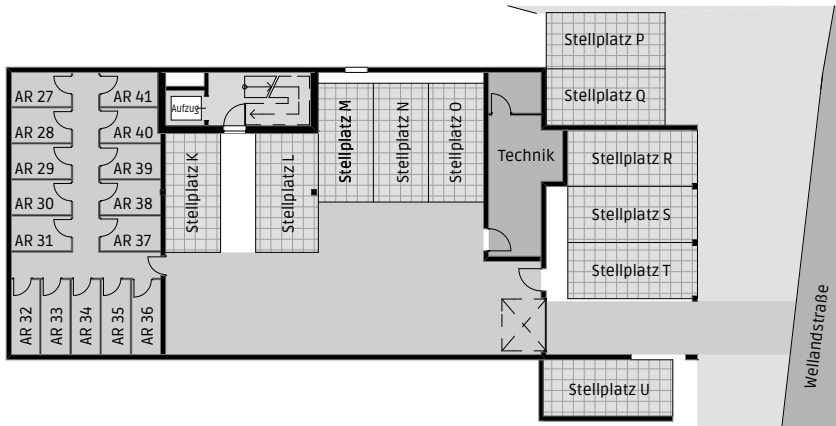 Stellplatz P
Stellplatz Q
AR 27
AR 41
Aufzug
AR 28
AR 40
AR 29
AR 39
AR 30
AR 38
AR 31
AR 37
AR 32
AR 33
AR 34
AR 35
AR 36
Stellplatz K
Stellplatz L
Stellplatz M
Stellplatz N
Stellplatz O
Technik
Stellplatz R
Stellplatz S
Stellplatz T
Stellplatz U
Wellandstraße